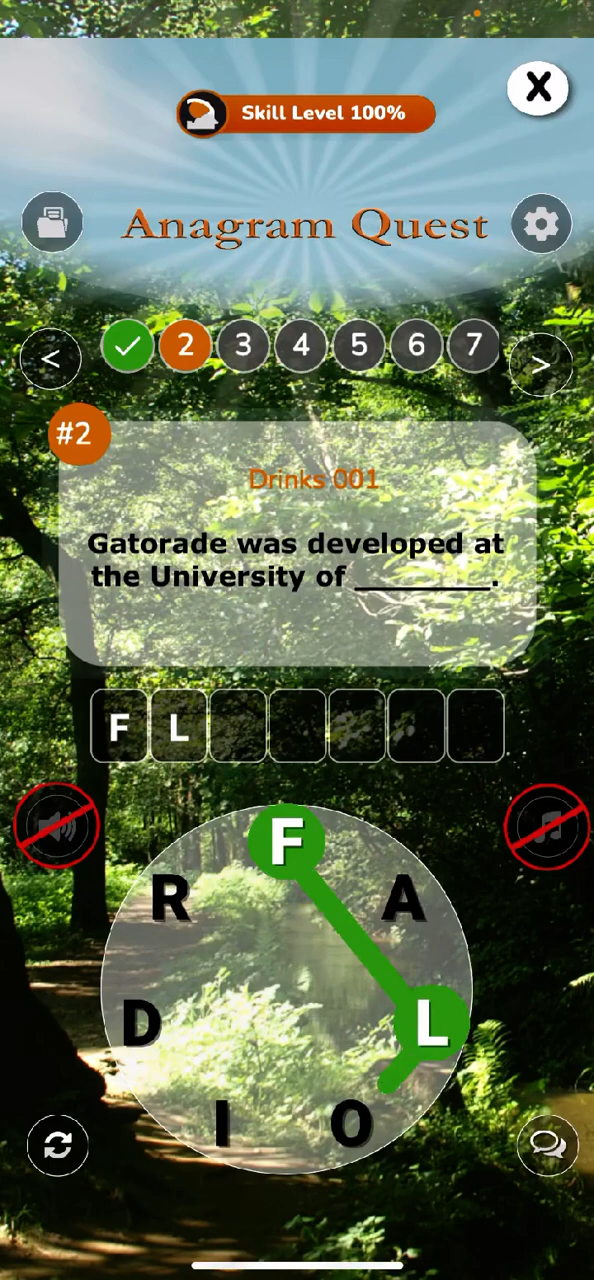 X
Skill Level 100%
Anagram Quest
< 2 3 4 5 6 7 >
#2
Drinks 001
Gatorade was developed at
the University of ________.
F L
F
R A
D L
I O